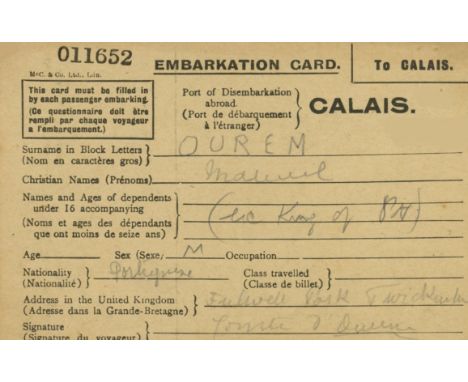 011652
McC. & Co. Ltd., Ldn.
EMBARKATION CARD.
To CALAIS.
This card must be filled in
by each passenger embarking.
(Ce questionnaire doit être
rempli par chaque voyageur
a l'embarquement.)
Port of Disembarkation
abroad.
(Port de débarquement
à l'étranger)
CALAIS.
Surname in Block Letters
(Nom en caractères gros)
OUREM
Christian Names (Prénoms)
Manuel
Names and Ages of dependents
under 16 accompanying
(Noms et ages des dépendants
que ont moins de seize ans)
(ex King of
Age Sex (Sexe) M Occupation
Nationality
(Nationalité)
Portuguese
Class travelled
(Classe de billet)
Address in the United Kingdom
(Adresse dans la Grande-Bretagne)
Fulwell Park Twickenham
Signature
(Signature du voyageur)